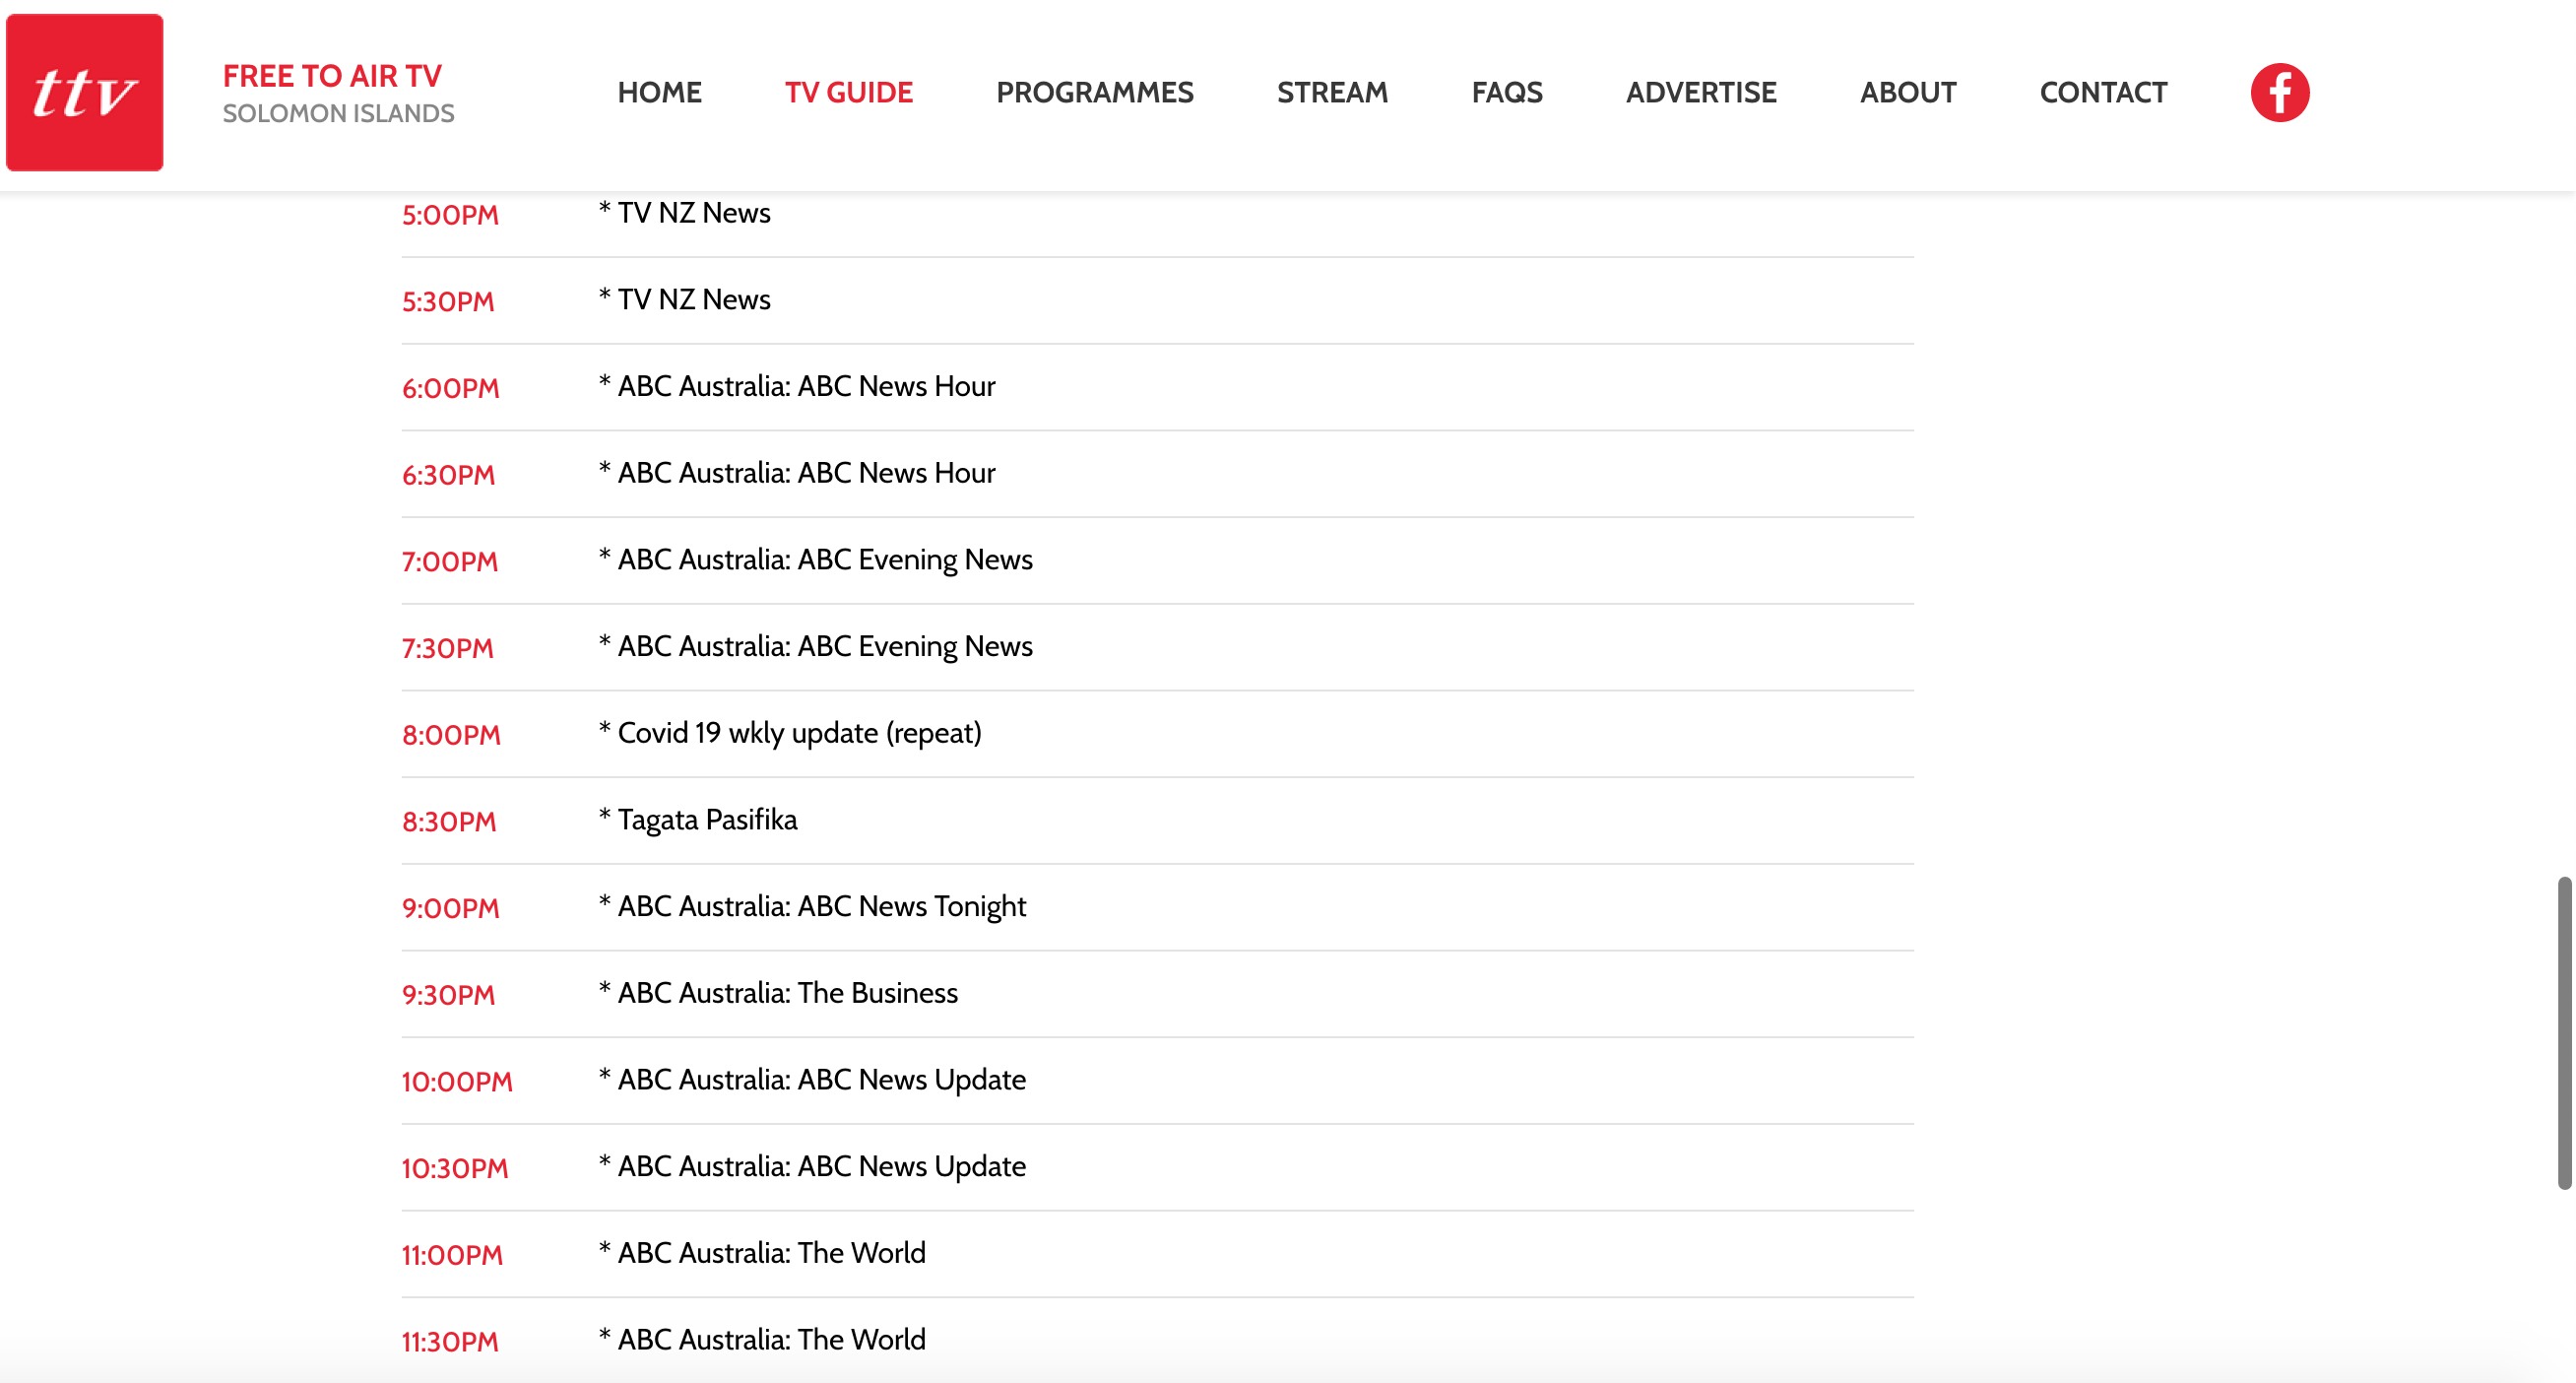 ttv
FREE TO AIR TV
SOLOMON ISLANDS
HOME TV GUIDE PROGRAMMES STREAM FAQS ADVERTISE ABOUT CONTACT
5:00PM * TV NZ News
5:30PM * TV NZ News
6:00PM * ABC Australia: ABC News Hour
6:30PM * ABC Australia: ABC News Hour
7:00PM * ABC Australia: ABC Evening News
7:30PM * ABC Australia: ABC Evening News
8:00PM * Covid 19 wkly update (repeat)
8:30PM * Tagata Pasifika
9:00PM * ABC Australia: ABC News Tonight
9:30PM * ABC Australia: The Business
10:00PM * ABC Australia: ABC News Update
10:30PM * ABC Australia: ABC News Update
11:00PM * ABC Australia: The World
11:30PM * ABC Australia: The World